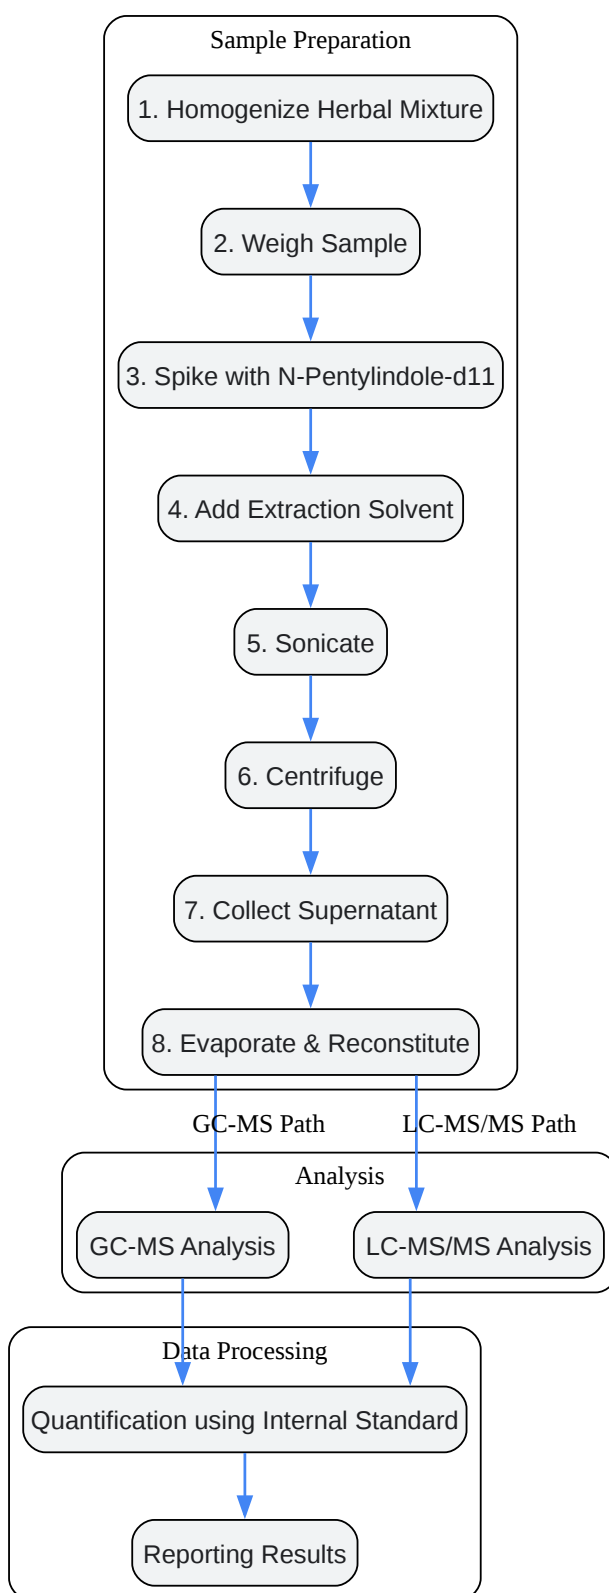 Sample Preparation
1. Homogenize Herbal Mixture
2. Weigh Sample
3. Spike with N-Pentylindole-d11
4. Add Extraction Solvent
5. Sonicate
6. Centrifuge
7. Collect Supernatant
8. Evaporate & Reconstitute
GC-MS Path
LC-MS/MS Path
Analysis
GC-MS Analysis
LC-MS/MS Analysis
Data Processing
Quantification using Internal Standard
Reporting Results